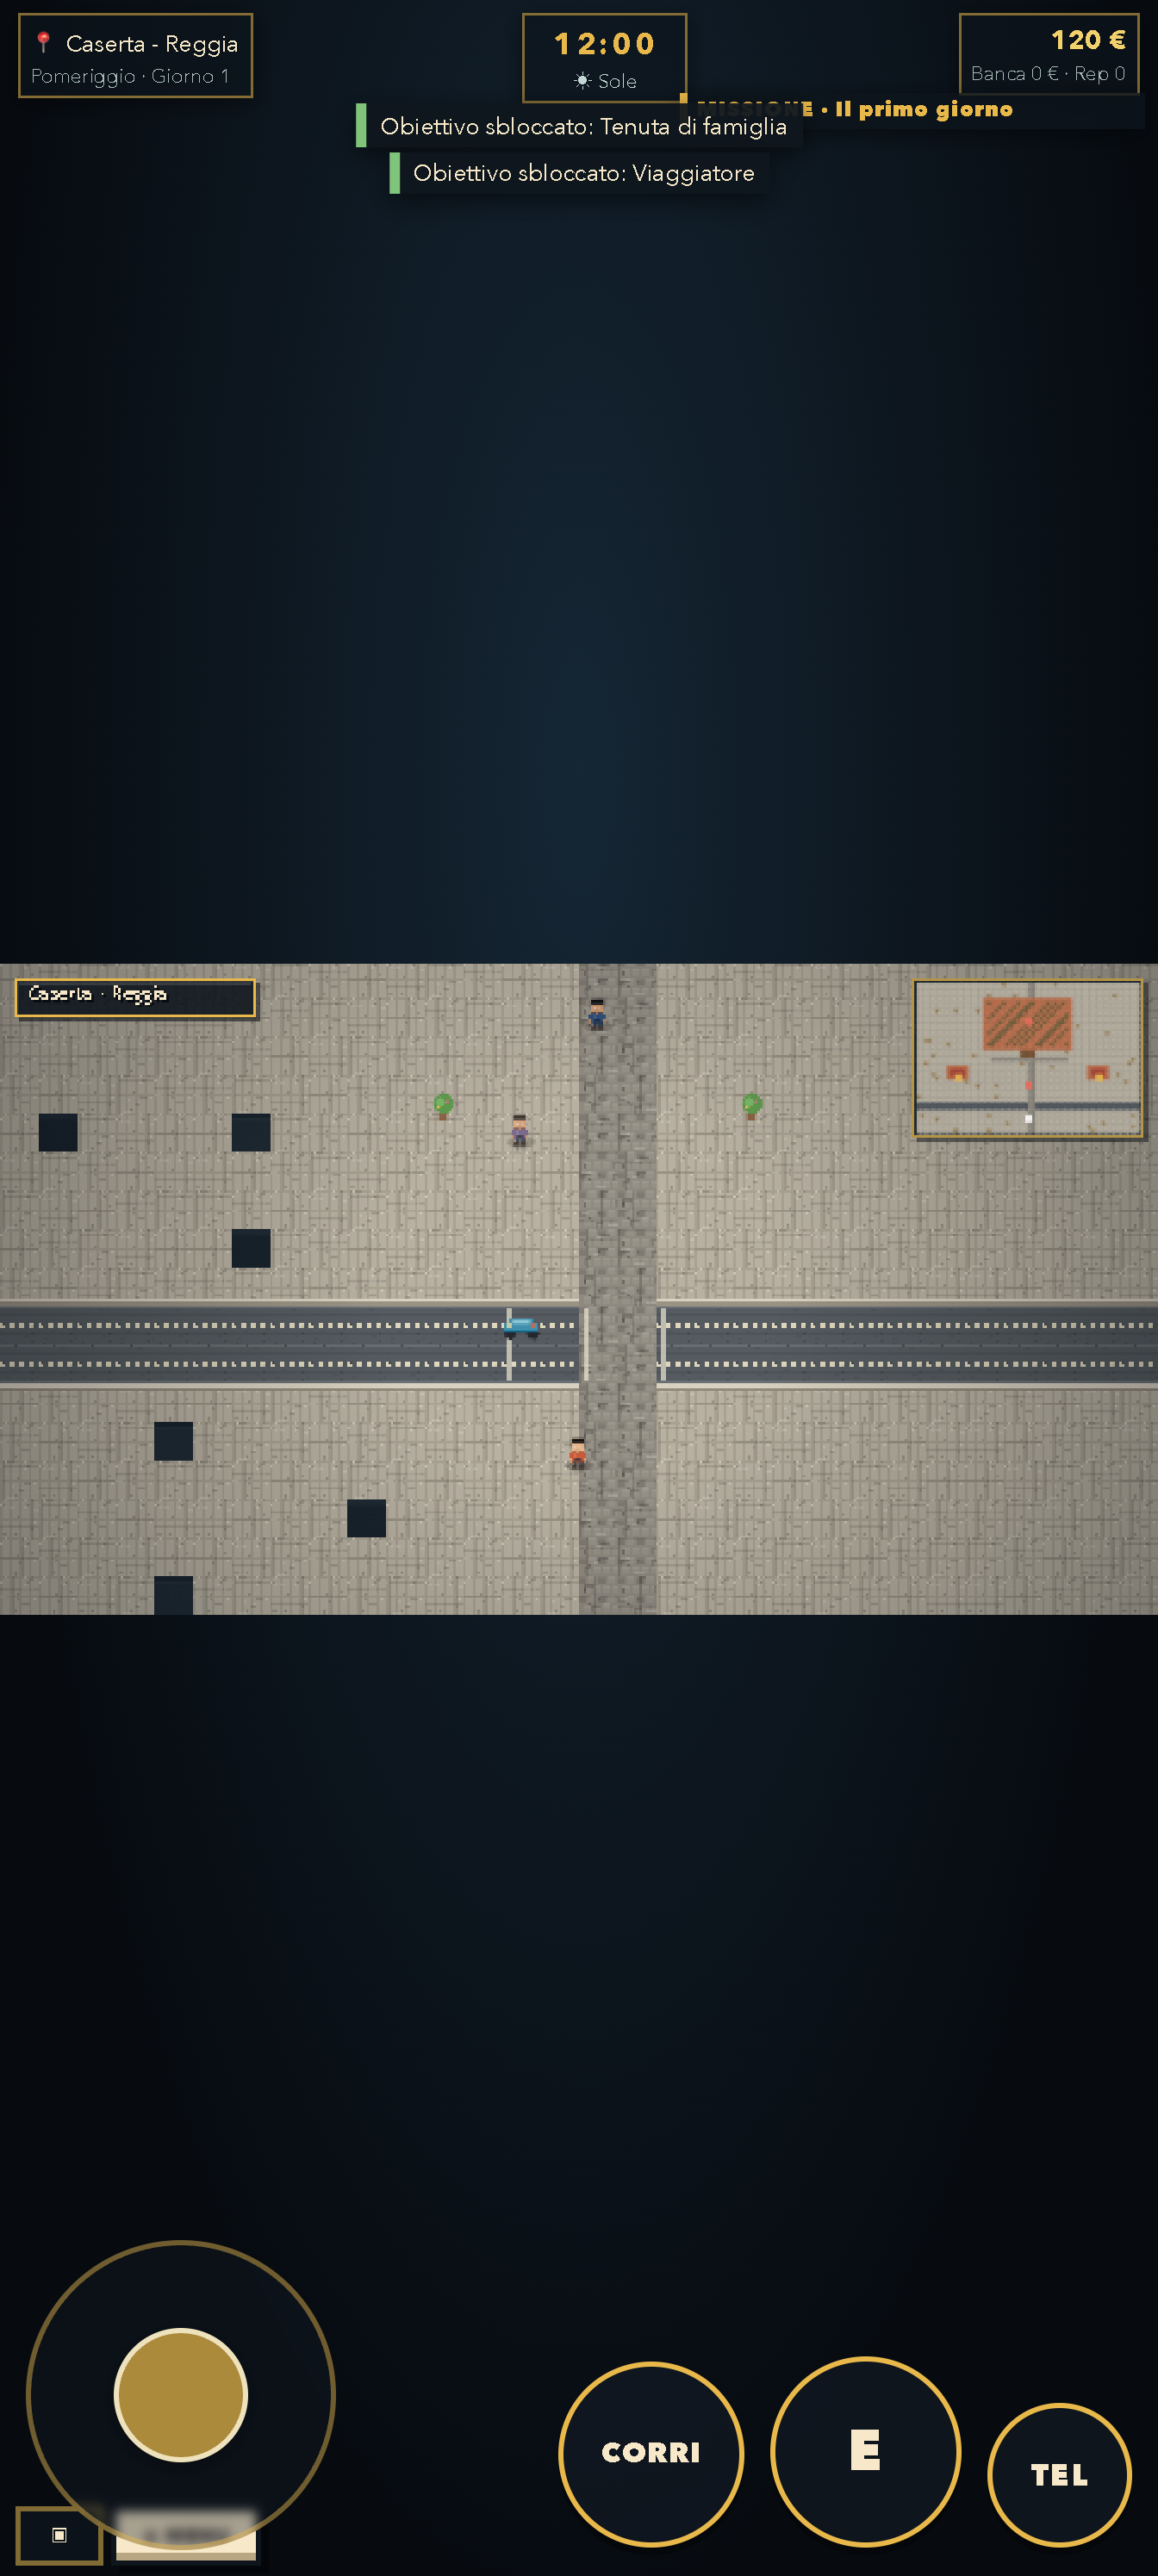 📍 Caserta - Reggia
Pomeriggio · Giorno 1
12:00
☀ Sole
120 €
Banca 0 € · Rep 0
MISSIONE · Il primo giorno
Obiettivo sbloccato: Tenuta di famiglia
Obiettivo sbloccato: Viaggiatore
Caserta · Reggia
CORRI
E
TEL